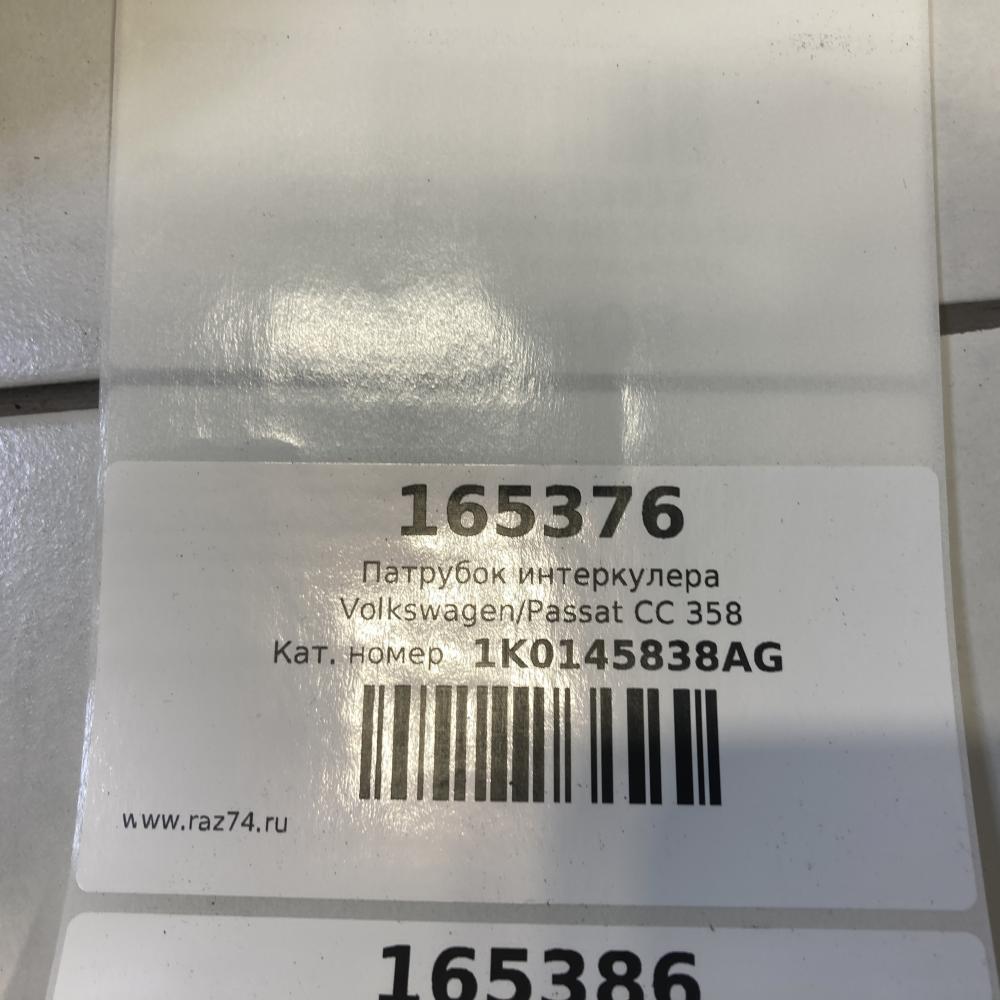 165376
Патрубок интеркулера
Volkswagen/Passat CC 358
Кат. номер 1K0145838AG
www.raz74.ru
165386